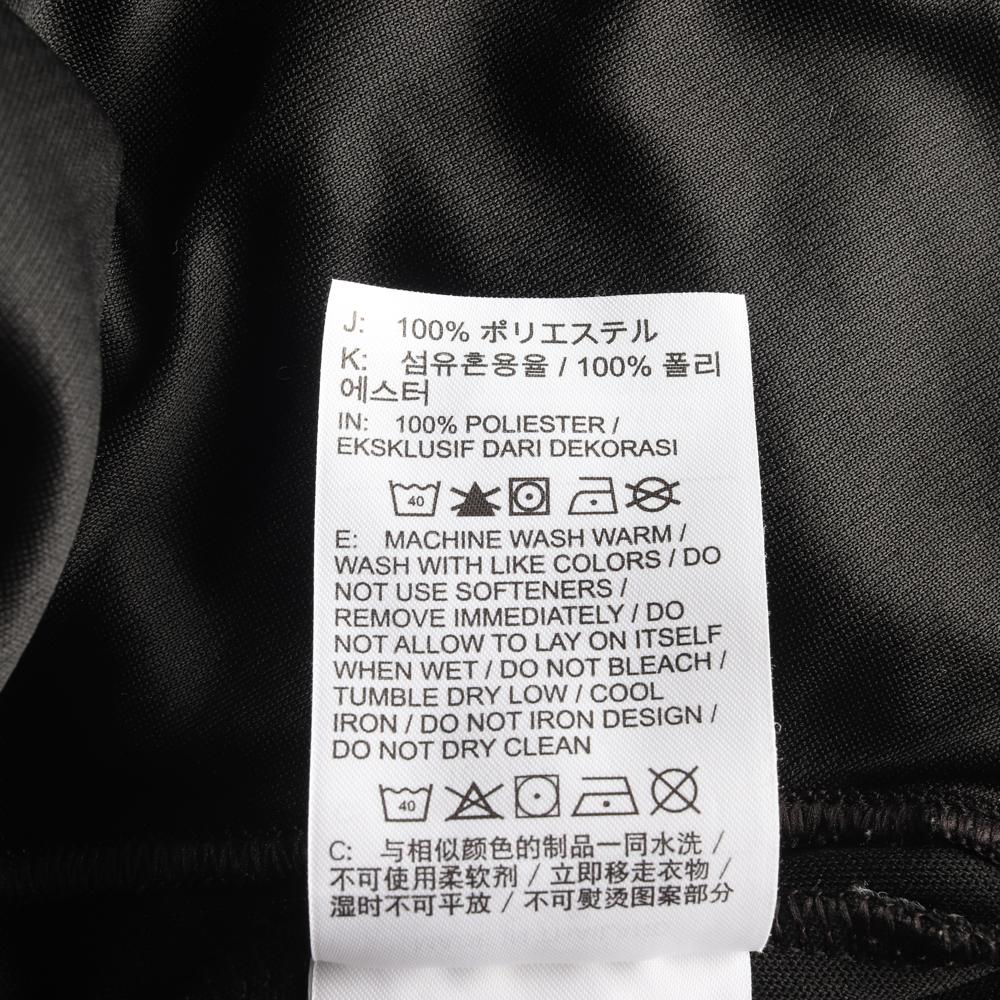 J: 100% ポリエステル
K: 섬유혼용율 / 100% 폴리
에스터
IN: 100% POLIESTER /
EKSKLUSIF DARI DEKORASI
40
E: MACHINE WASH WARM /
WASH WITH LIKE COLORS / DO
NOT USE SOFTENERS /
REMOVE IMMEDIATELY / DO
NOT ALLOW TO LAY ON ITSELF
WHEN WET / DO NOT BLEACH /
TUMBLE DRY LOW / COOL
IRON / DO NOT IRON DESIGN /
DO NOT DRY CLEAN
40
C: 与相似颜色的制品一同水洗 /
不可使用柔软剂 / 立即移走衣物 /
湿时不可平放 / 不可熨烫图案部分